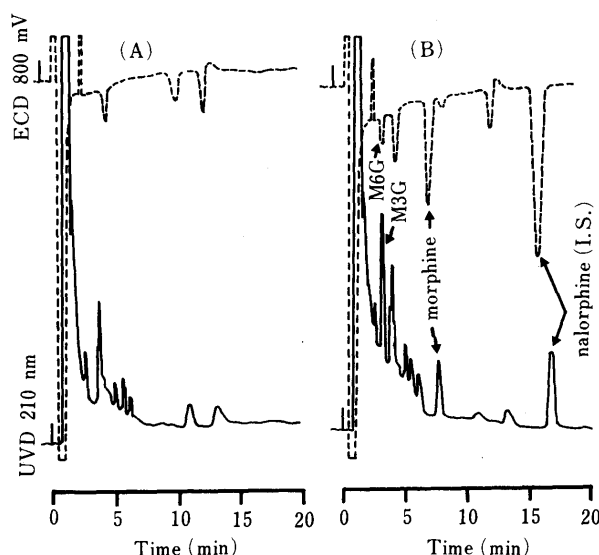 ECD 800 mV
UVD 210 nm
(A)
(B)
M6G
M3G
morphine
nalorphine (I.S.)
0 5 10 15 20
Time (min)
0 5 10 15 20
Time (min)